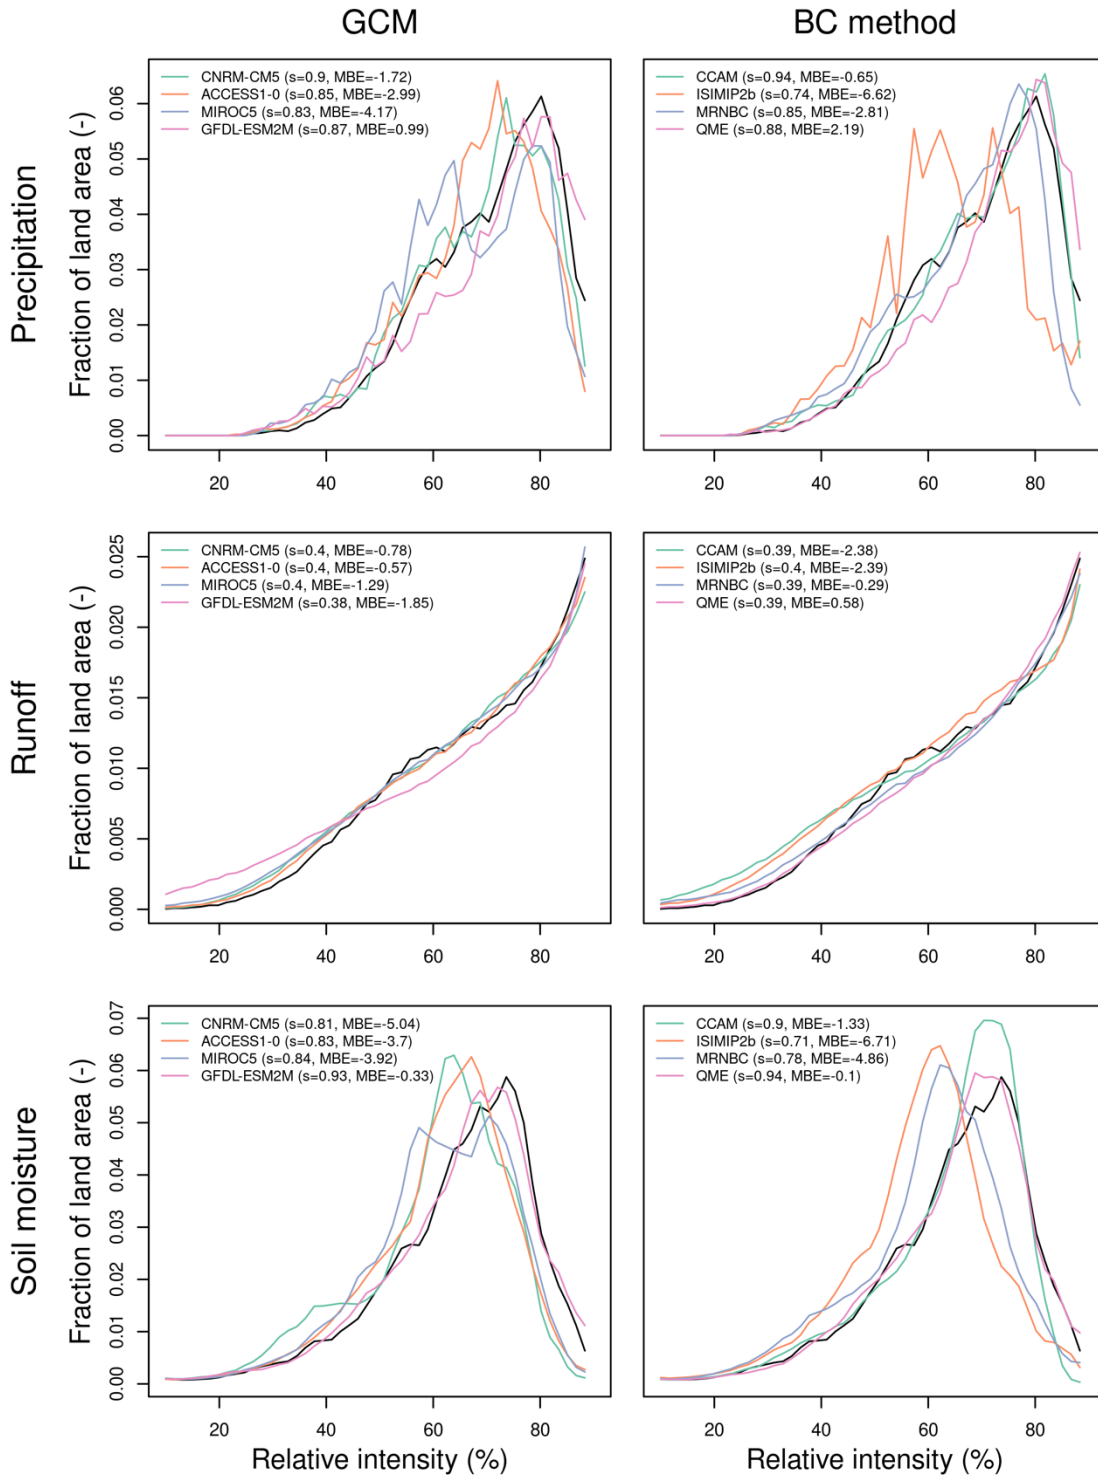 GCM
BC method
Precipitation
Fraction of land area (-)
0.00 0.01 0.02 0.03 0.04 0.05 0.06
CNRM-CM5 (s=0.9, MBE=-1.72)
ACCESS1-0 (s=0.85, MBE=-2.99)
MIROC5 (s=0.83, MBE=-4.17)
GFDL-ESM2M (s=0.87, MBE=0.99)
20 40 60 80
CCAM (s=0.94, MBE=-0.65)
ISIMIP2b (s=0.74, MBE=-6.62)
MRNBC (s=0.85, MBE=-2.81)
QME (s=0.88, MBE=2.19)
20 40 60 80
Runoff
Fraction of land area (-)
0.000 0.005 0.010 0.015 0.020 0.025
CNRM-CM5 (s=0.4, MBE=-0.78)
ACCESS1-0 (s=0.4, MBE=-0.57)
MIROC5 (s=0.4, MBE=-1.29)
GFDL-ESM2M (s=0.38, MBE=-1.85)
20 40 60 80
CCAM (s=0.39, MBE=-2.38)
ISIMIP2b (s=0.4, MBE=-2.39)
MRNBC (s=0.39, MBE=-0.29)
QME (s=0.39, MBE=0.58)
20 40 60 80
Soil moisture
Fraction of land area (-)
0.00 0.01 0.02 0.03 0.04 0.05 0.06 0.07
CNRM-CM5 (s=0.81, MBE=-5.04)
ACCESS1-0 (s=0.83, MBE=-3.7)
MIROC5 (s=0.84, MBE=-3.92)
GFDL-ESM2M (s=0.93, MBE=-0.33)
20 40 60 80
Relative intensity (%)
CCAM (s=0.9, MBE=-1.33)
ISIMIP2b (s=0.71, MBE=-6.71)
MRNBC (s=0.78, MBE=-4.86)
QME (s=0.94, MBE=-0.1)
20 40 60 80
Relative intensity (%)